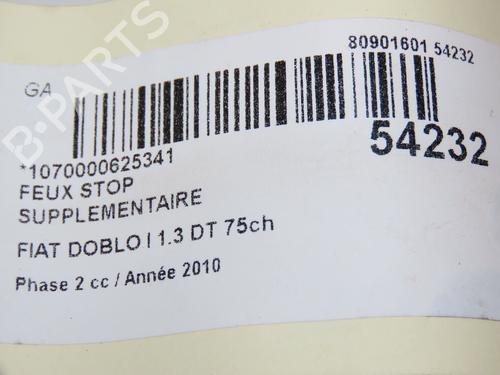 80901601 54232
GA
54232
*1070000625341
FEUX STOP
SUPPLEMENTAIRE
FIAT DOBLO I 1.3 DT 75ch
Phase 2 cc / Année 2010
B-PARTS